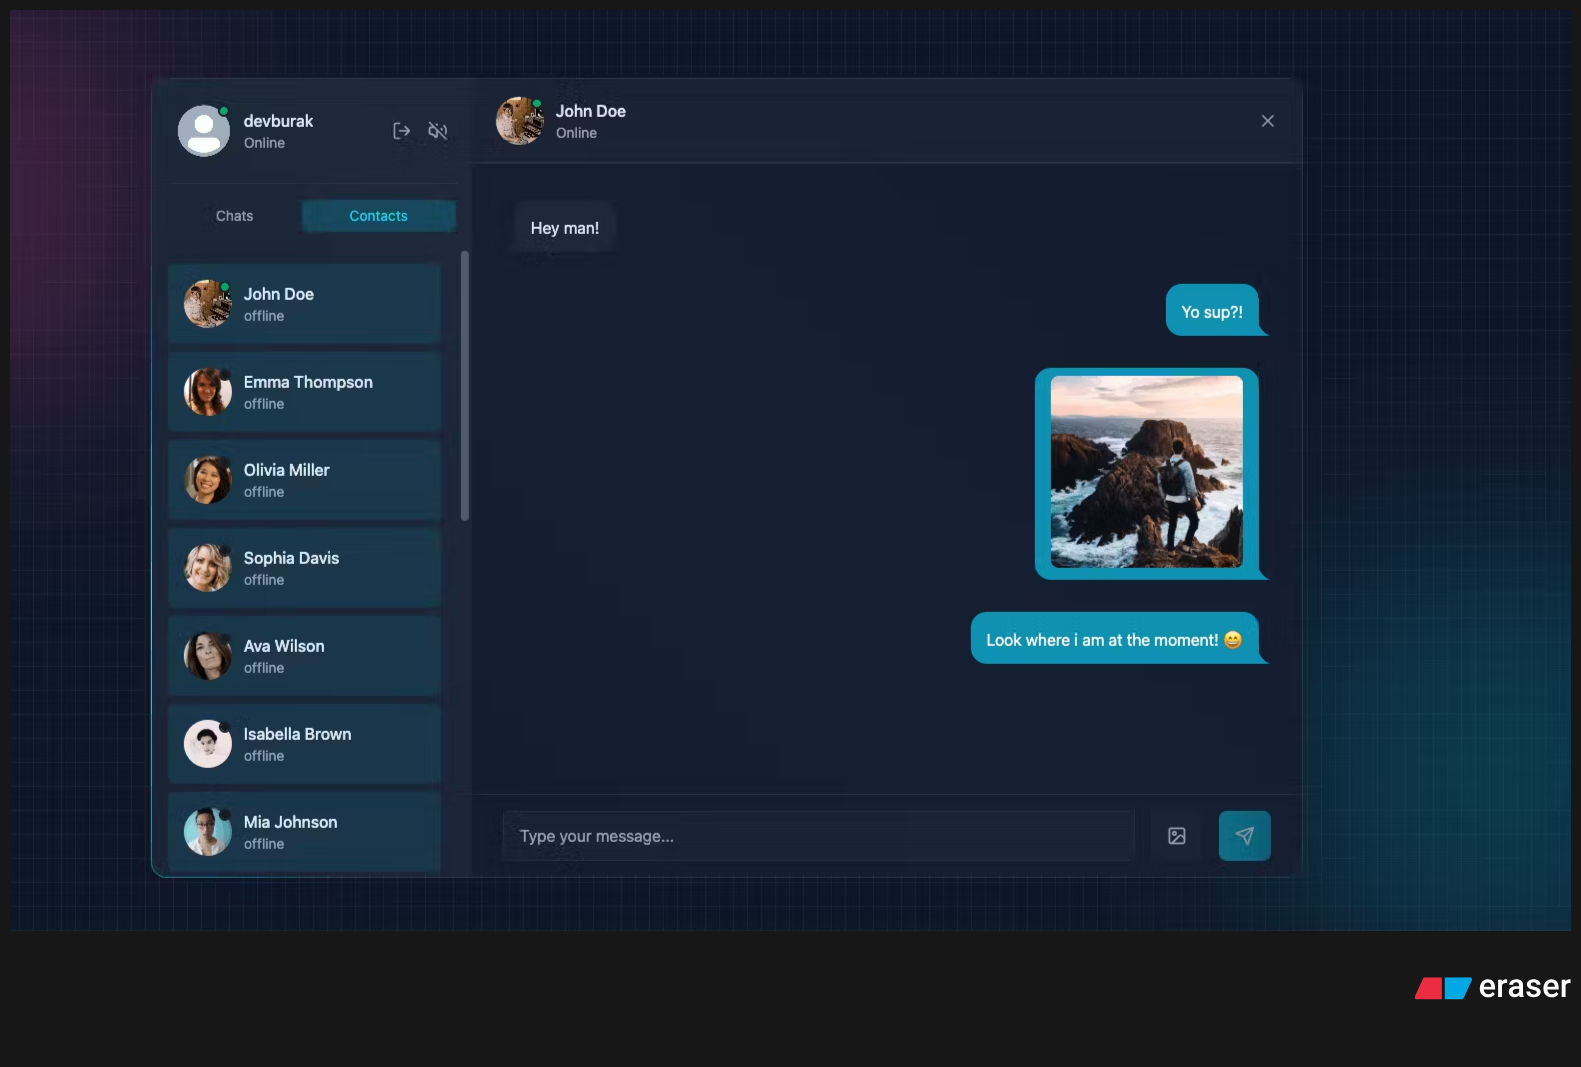 devburak
Online
Chats
Contacts
John Doe
offline
Emma Thompson
offline
Olivia Miller
offline
Sophia Davis
offline
Ava Wilson
offline
Isabella Brown
offline
Mia Johnson
offline
John Doe
Online
Hey man!
Yo sup?!
Look where i am at the moment! 😄
Type your message...
eraser